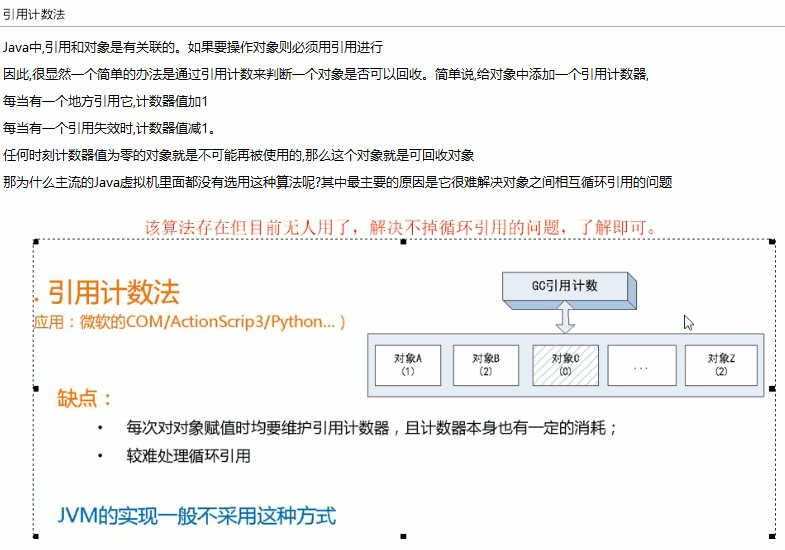 引用计数法
Java中,引用和对象是有关联的。如果要操作对象则必须用引用进行
因此,很显然一个简单的办法是通过引用计数来判断一个对象是否可以回收。简单说,给对象中添加一个引用计数器,
每当有一个地方引用它,计数器值加1
每当有一个引用失效时,计数器值减1。
任何时刻计数器值为零的对象就是不可能再被使用的,那么这个对象就是可回收对象
那为什么主流的Java虚拟机里面都没有选用这种算法呢?其中最主要的原因是它很难解决对象之间相互循环引用的问题
该算法存在但目前无人用了，解决不掉循环引用的问题，了解即可。
. 引用计数法
应用：微软的COM/ActionScrip3/Python...）
GC引用计数
对象A
(1)
对象B
(2)
对象C
(0)
...
对象Z
(2)
缺点：
• 每次对对象赋值时均要维护引用计数器，且计数器本身也有一定的消耗；
• 较难处理循环引用
JVM的实现一般不采用这种方式